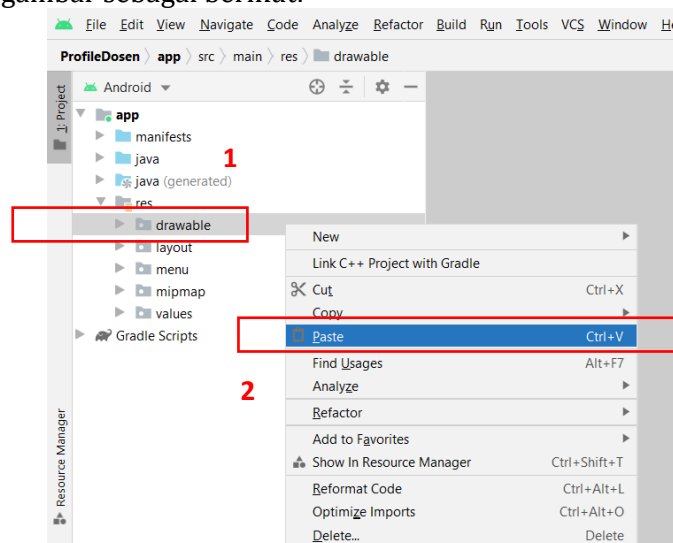 gambar sebagai berikut:
File Edit View Navigate Code Analyze Refactor Build Run Tools VCS Window
ProfileDosen app src main res drawable
1: Project
Android
app
manifests
java
1
java (generated)
res
drawable
layout
menu
mipmap
values
Gradle Scripts
New
Link C++ Project with Gradle
Cut Ctrl+X
Copy
Paste Ctrl+V
2
Find Usages Alt+F7
Analyze
Refactor
Add to Favorites
Show In Resource Manager Ctrl+Shift+T
Reformat Code Ctrl+Alt+L
Optimize Imports Ctrl+Alt+O
Delete... Delete
Resource Manager